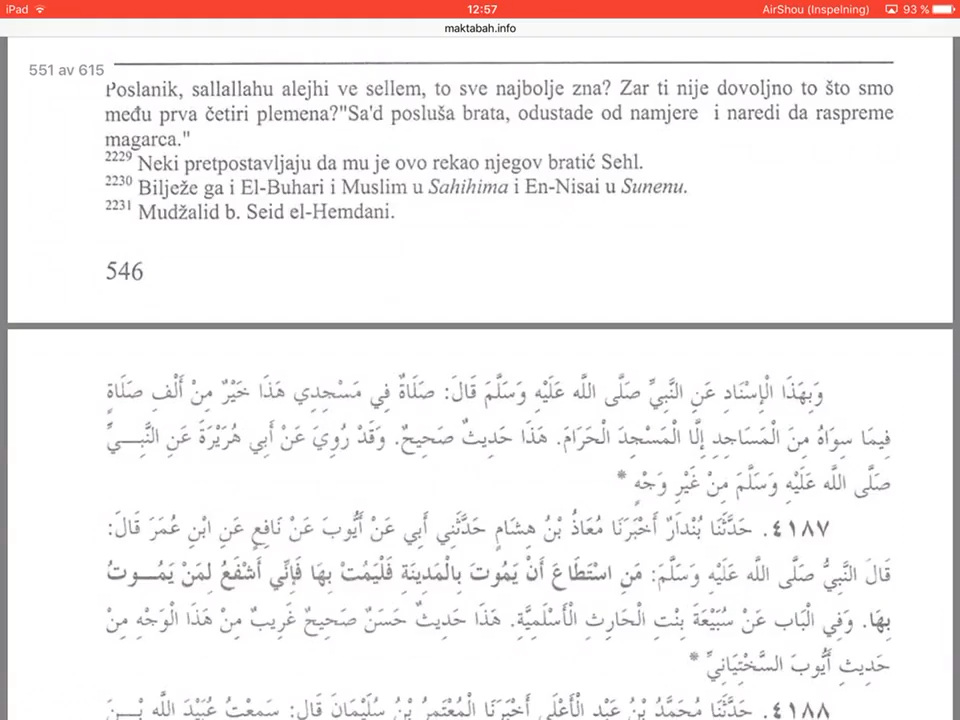 iPad 12:57 AirShou (Inspelning) 93 %
maktabah.info
551 av 615
Poslanik, sallallahu alejhi ve sellem, to sve najbolje zna? Zar ti nije dovoljno to što smo
među prva četiri plemena?"Sa'd posluša brata, odustade od namjere i naredi da raspreme
magarca."
2229 Neki pretpostavljaju da mu je ovo rekao njegov bratić Sehl.
2230 Bilježe ga i El-Buhari i Muslim u Sahihima i En-Nisai u Sunenu.
2231 Mudžalid b. Seid el-Hemdani.
546
وَبِهَذَا الْإِسْنَادِ عَنِ النَّبِيِّ صَلَّى اللَّه عَلَيْهِ وَسَلَّمَ قَالَ: صَلَاةٌ فِي مَسْجِدِي هَذَا خَيْرٌ مِنْ أَلْفِ صَلَاةٍ
فِيمَا سِوَاهُ مِنَ الْمَسَاجِدِ إِلَّا الْمَسْجِدَ الْحَرَامَ. هَذَا حَدِيثٌ صَحِيحٌ. وَقَدْ رُوِيَ عَنْ أَبِي هُرَيْرَةَ عَنِ النَّبِـــيِّ
صَلَّى اللَّه عَلَيْهِ وَسَلَّمَ مِنْ غَيْرِ وَجْهٍ *
٤١٨٧. حَدَّثَنَا بُنْدَارٌ أَخْبَرَنَا مُعَاذُ بْنُ هِشَامٍ حَدَّثَنِي أَبِي عَنْ أَيُّوبَ عَنْ نَافِعٍ عَنِ ابْنِ عُمَرَ قَالَ:
قَالَ النَّبِيُّ صَلَّى اللَّه عَلَيْهِ وَسَلَّمَ: مَنِ اسْتَطَاعَ أَنْ يَمُوتَ بِالْمَدِينَةِ فَلْيَمُتْ بِهَا فَإِنِّي أَشْفَعُ لِمَنْ يَمُـــوتُ
بِهَا. وَفِي الْبَاب عَنْ سُبَيْعَةَ بِنْتِ الْحَارِثِ الْأَسْلَمِيَّةِ. هَذَا حَدِيثٌ حَسَنٌ صَحِيحٌ غَرِيبٌ مِنْ هَذَا الْوَجْهِ مِنْ
حَدِيثِ أَيُّوبَ السَّخْتِيَانِيِّ *
٤١٨٨. حَدَّثَنَا مُحَمَّدُ بْنُ عَبْدِ الْأَعْلَى أَخْبَرَنَا الْمُعْتَمِرُ بْنُ سُلَيْمَانَ قَالَ: سَمِعْتُ عُبَيْدَ اللَّهِ بْــنَ